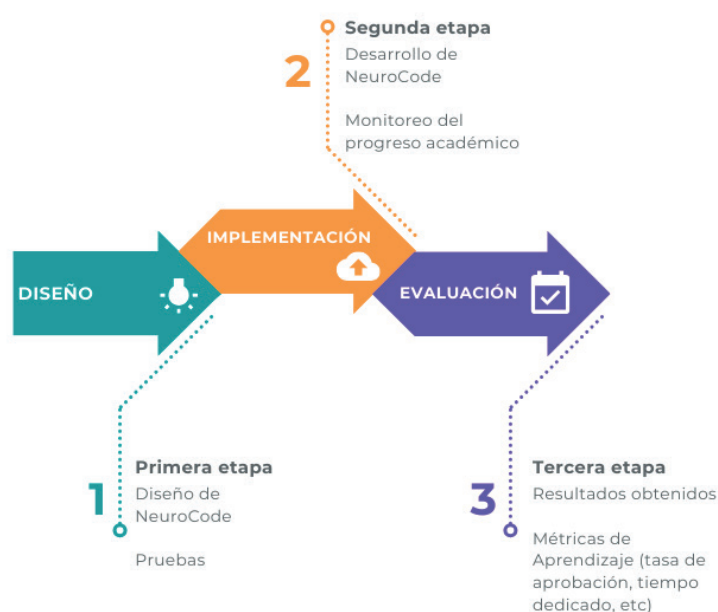 2
Segunda etapa
Desarrollo de
NeuroCode
Monitoreo del
progreso académico
DISEÑO
IMPLEMENTACIÓN
EVALUACIÓN
1
Primera etapa
Diseño de
NeuroCode
Pruebas
3
Tercera etapa
Resultados obtenidos
Métricas de
Aprendizaje (tasa de
aprobación, tiempo
dedicado, etc)